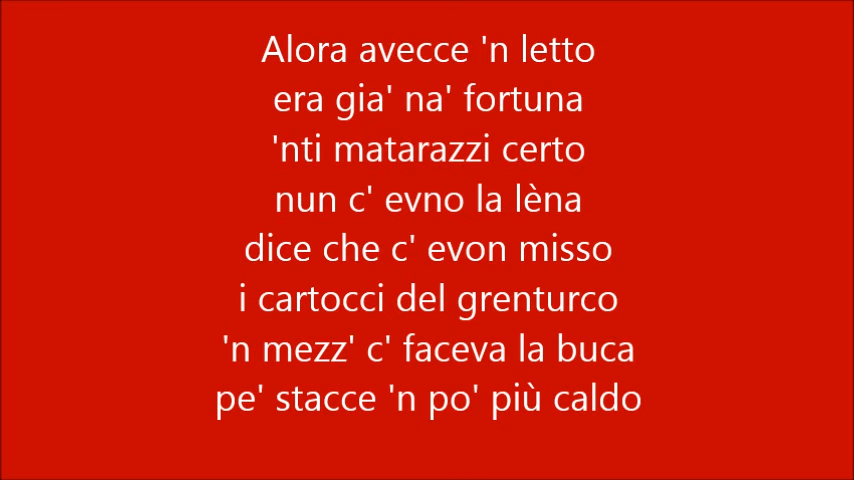 Alora avecce 'n letto
era gia' na' fortuna
'nti matarazzi certo
nun c' evno la lèna
dice che c' evon misso
i cartocci del grenturco
'n mezz' c' faceva la buca
pe' stacce 'n po' più caldo